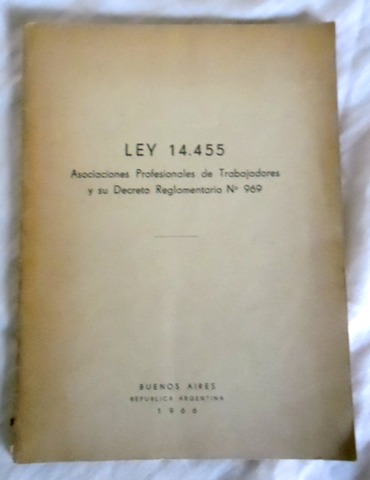 LEY 14.455
Asociaciones Profesionales de Trabajadores
y su Decreto Reglamentario Nº 969
BUENOS AIRES
REPUBLICA ARGENTINA
1966